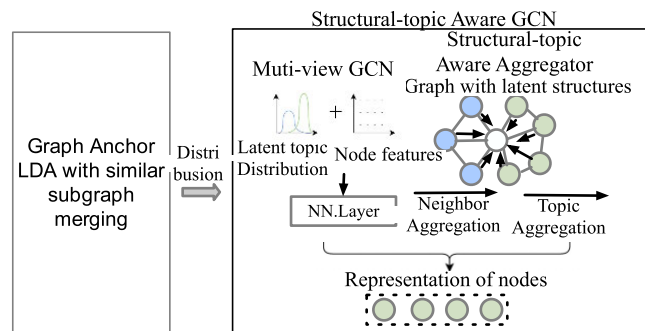 Structural-topic Aware GCN
Structural-topic
Aware Aggregator
Muti-view GCN
Graph with latent structures
Graph Anchor
LDA with similar
subgraph
merging
Distri
busion
+
Latent topic
Distribution
Node features
NN.Layer
Neighbor
Aggregation
Topic
Aggregation
Representation of nodes